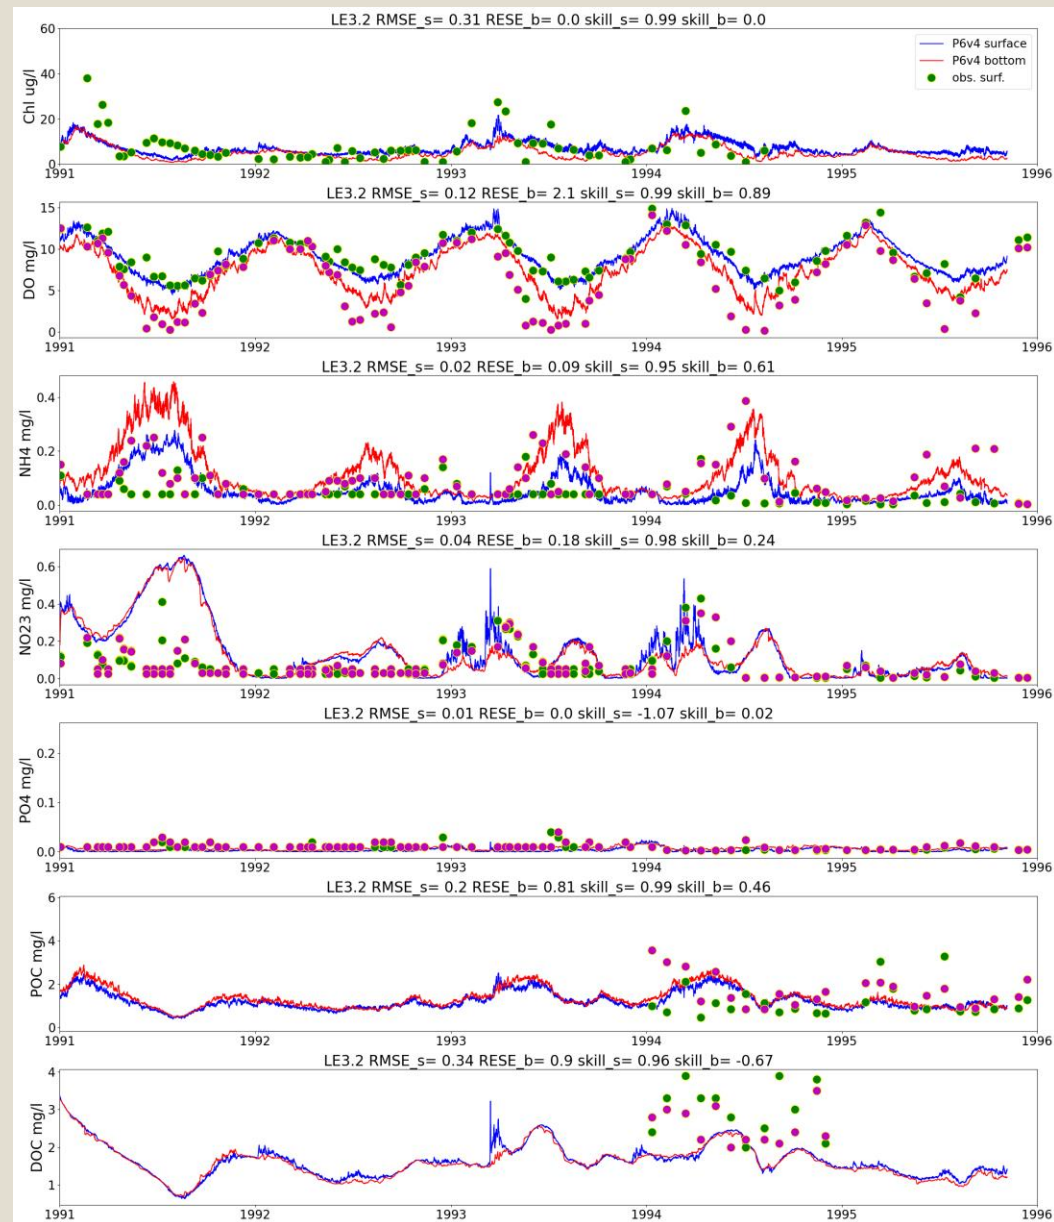 LE3.2 RMSE_s= 0.31 RESE_b= 0.0 skill_s= 0.99 skill_b= 0.0
Chl ug/l
60
40
20
0
P6v4 surface
P6v4 bottom
obs. surf.
1991 1992 1993 1994 1995 1996
LE3.2 RMSE_s= 0.12 RESE_b= 2.1 skill_s= 0.99 skill_b= 0.89
DO mg/l
15
10
5
0
1991 1992 1993 1994 1995 1996
LE3.2 RMSE_s= 0.02 RESE_b= 0.09 skill_s= 0.95 skill_b= 0.61
NH4 mg/l
0.4
0.2
0.0
1991 1992 1993 1994 1995 1996
LE3.2 RMSE_s= 0.04 RESE_b= 0.18 skill_s= 0.98 skill_b= 0.24
NO23 mg/l
0.6
0.4
0.2
0.0
1991 1992 1993 1994 1995 1996
LE3.2 RMSE_s= 0.01 RESE_b= 0.0 skill_s= -1.07 skill_b= 0.02
PO4 mg/l
0.2
0.1
0.0
1991 1992 1993 1994 1995 1996
LE3.2 RMSE_s= 0.2 RESE_b= 0.81 skill_s= 0.99 skill_b= 0.46
POC mg/l
6
4
2
0
1991 1992 1993 1994 1995 1996
LE3.2 RMSE_s= 0.34 RESE_b= 0.9 skill_s= 0.96 skill_b= -0.67
DOC mg/l
4
3
2
1
1991 1992 1993 1994 1995 1996